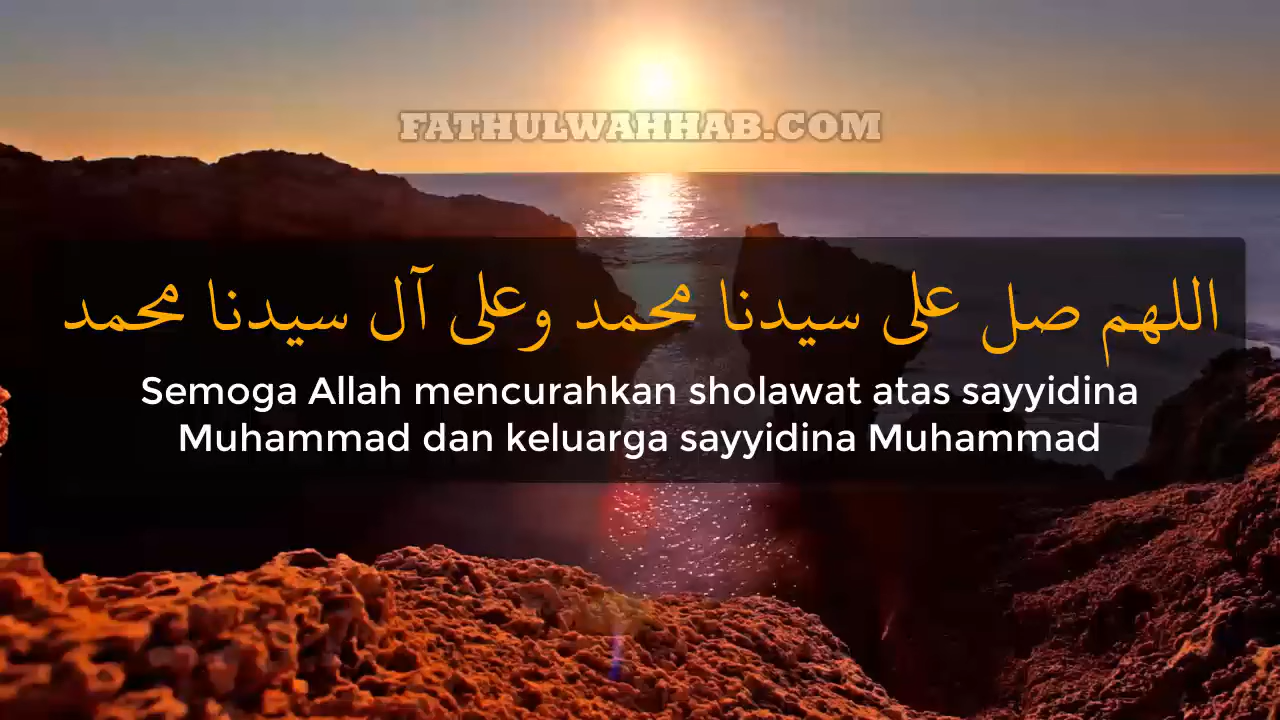 FATHULWAHHAB.COM
اللهم صل على سيدنا محمد وعلى آل سيدنا محمد
Semoga Allah mencurahkan sholawat atas sayyidina
Muhammad dan keluarga sayyidina Muhammad